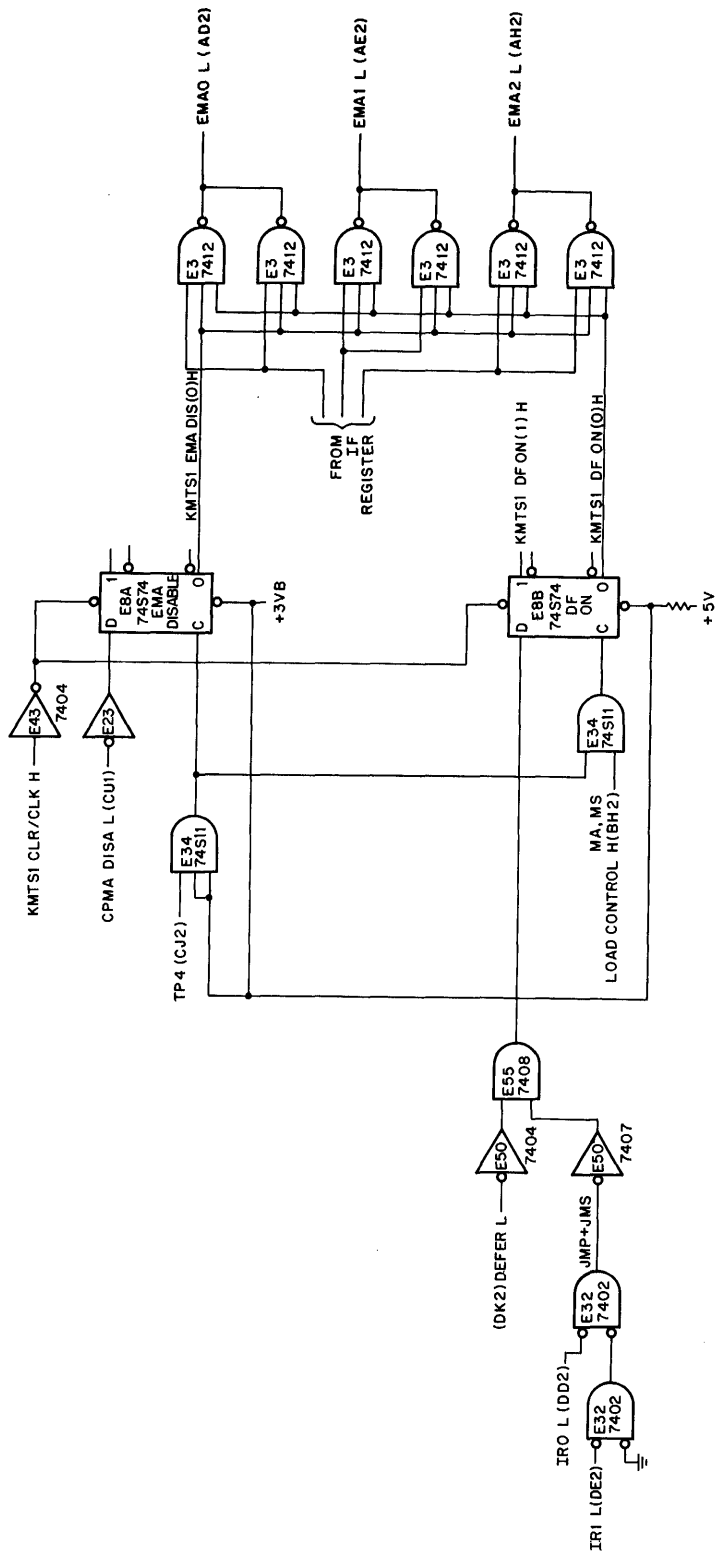 KMTS1 CLR/CLK H
E43
7404
CPMA DISA L (CU1)
E23
TP4 (CJ2)
E34
74S11
E8A
74S74
EMA
DISABLE
D
C
1
0
+3VB
KMTS1 EMA DIS(0)H
FROM
IF
REGISTER
E3
7412
E3
7412
E3
7412
E3
7412
E3
7412
E3
7412
EMA0 L (AD2)
EMA1 L (AE2)
EMA2 L (AH2)
IR1 L(DE2)
E32
7402
IR0 L (DD2)
E32
7402
JMP+JMS
E50
7407
(DK2) DEFER L
E50
7404
E55
7408
MA, MS
LOAD CONTROL H(BH2)
E34
74S11
E8B
74S74
DF
ON
D
C
1
0
KMTS1 DF ON(1) H
KMTS1 DF ON(0)H
+5V